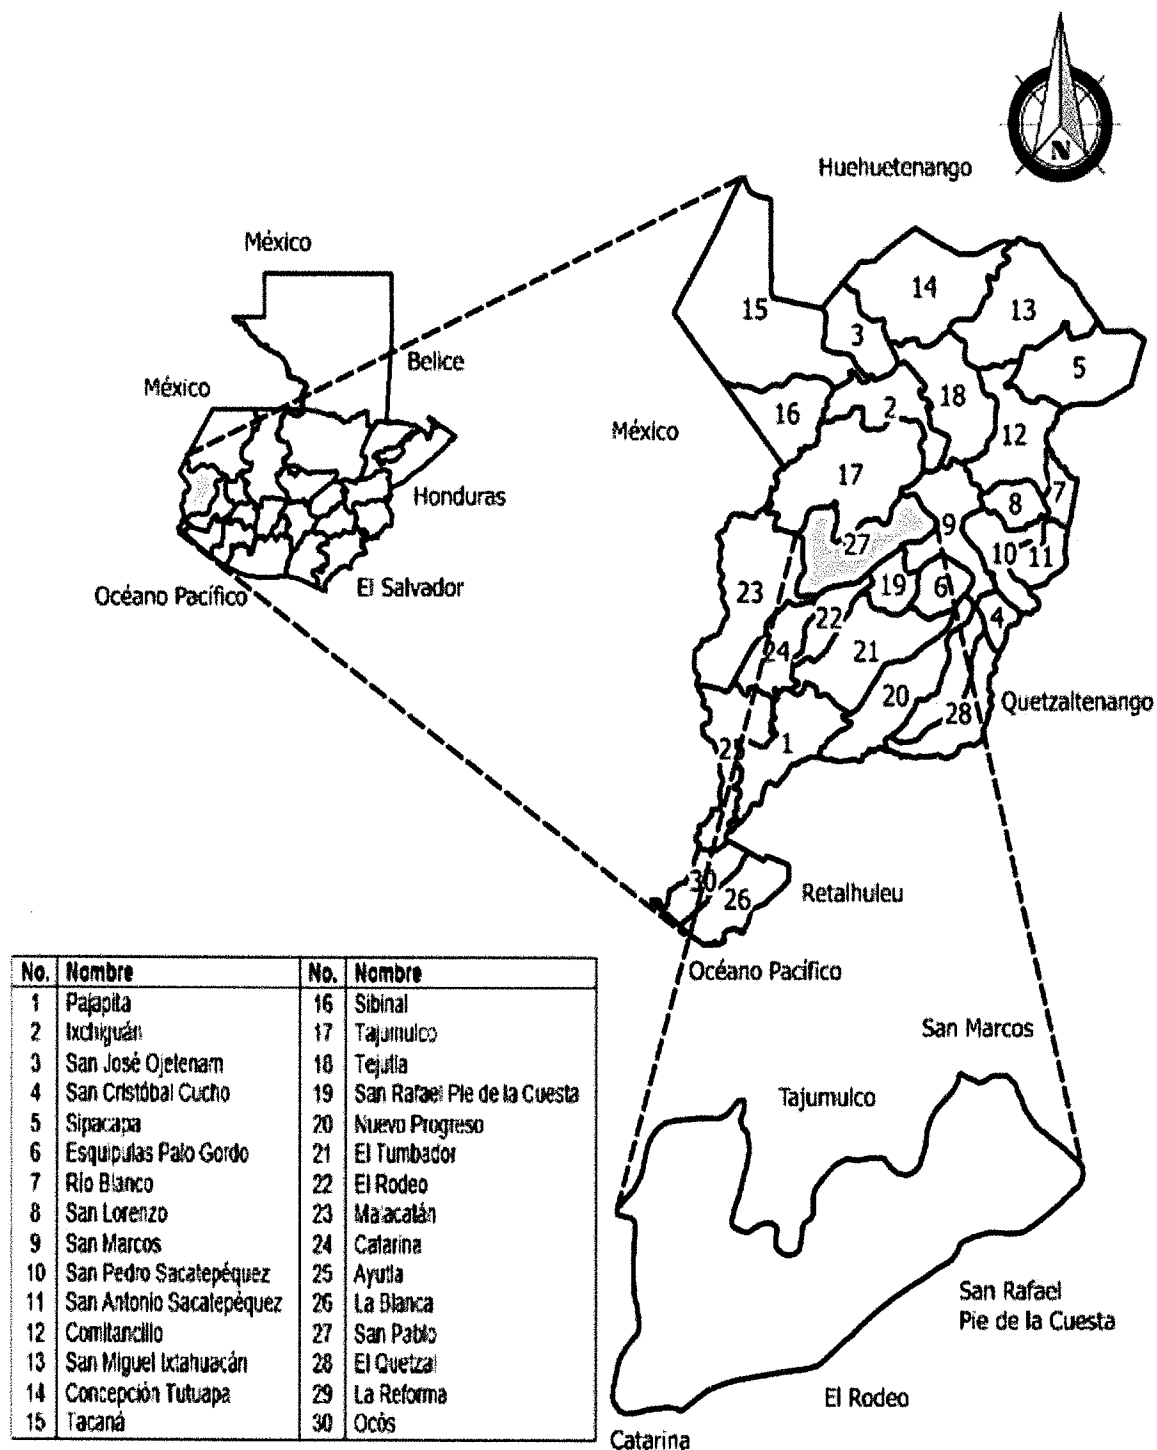 N
Huehuetenango
México
14
15
13
3
5
Belice
México
18
16
2
México
12
17
Honduras
7
8
9
27
10
11
El Salvador
Océano Pacífico
23
19
6
22
4
24
21
20
Quetzaltenango
28
1
30
26
Retalhuleu
Océano Pacífico
No. Nombre No. Nombre
1 Pajapita 16 Sibinal
2 Ixchiguán 17 Tajumulco
3 San José Ojetenam 18 Tejutla
4 San Cristóbal Cucho 19 San Rafael Pie de la Cuesta
5 Sipacapa 20 Nuevo Progreso
6 Esquipulas Palo Gordo 21 El Tumbador
7 Río Blanco 22 El Rodeo
8 San Lorenzo 23 Malacatán
9 San Marcos 24 Catarina
10 San Pedro Sacatepéquez 25 Ayutla
11 San Antonio Sacatepéquez 26 La Blanca
12 Comitancillo 27 San Pablo
13 San Miguel Ixtahuacán 28 El Quetzal
14 Concepción Tutuapa 29 La Reforma
15 Tacaná 30 Ocós
San Marcos
Tajumulco
San Rafael
Pie de la Cuesta
El Rodeo
Catarina